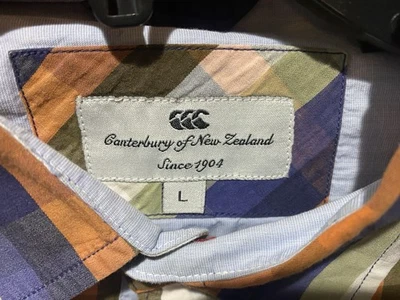 Canterbury of New Zealand
Since 1904
L